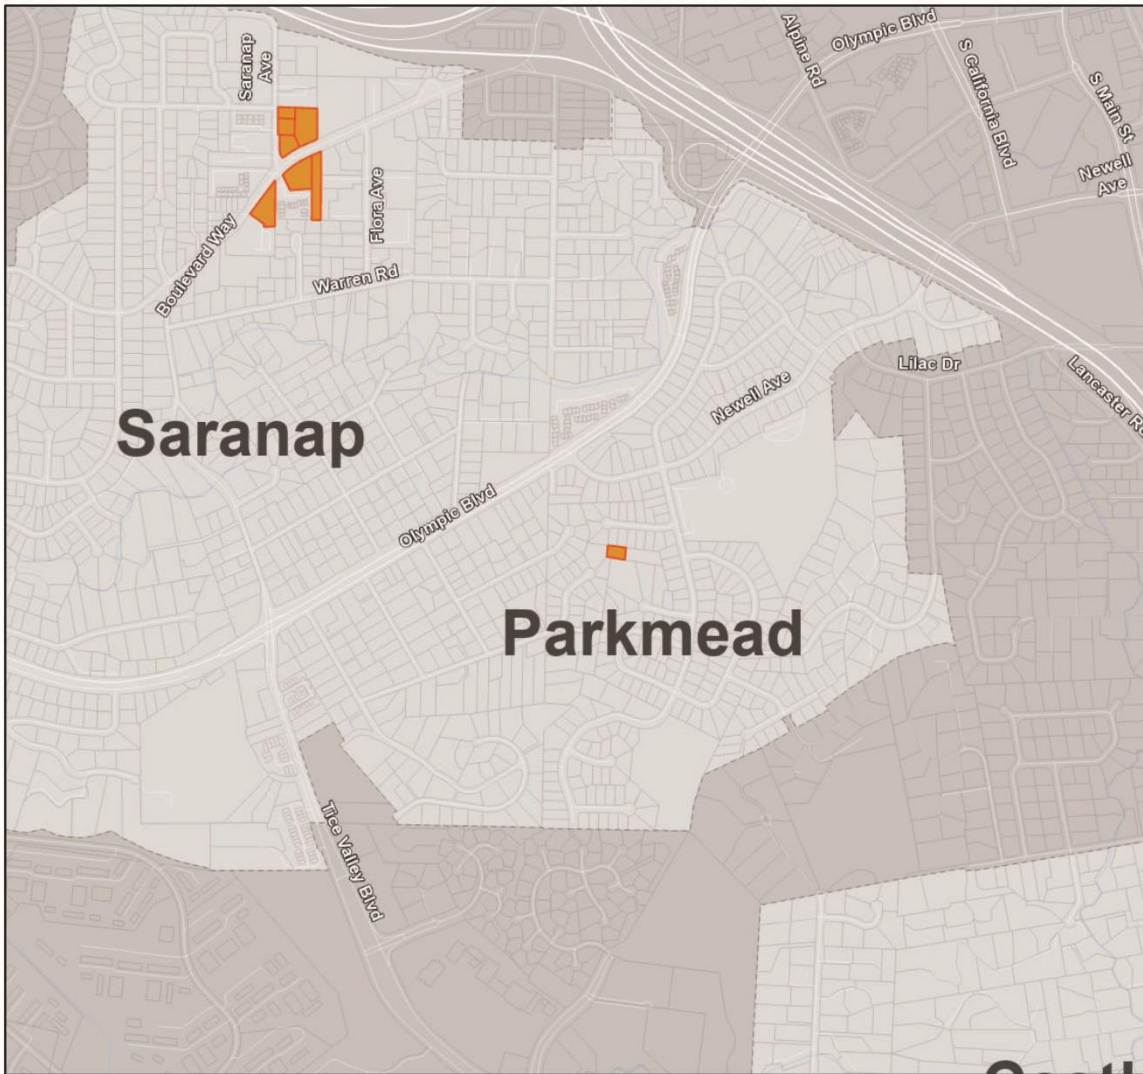 Saranap
Ave
Alpine Rd
Olympic Blvd
S California Blvd
S Main St
Newell
Ave
Flora Ave
Boulevard Way
Warren Rd
Lilac Dr
Lancaster Rd
Newell Ave
Saranap
Olympic Blvd
Parkmead
Tice Valley Blvd